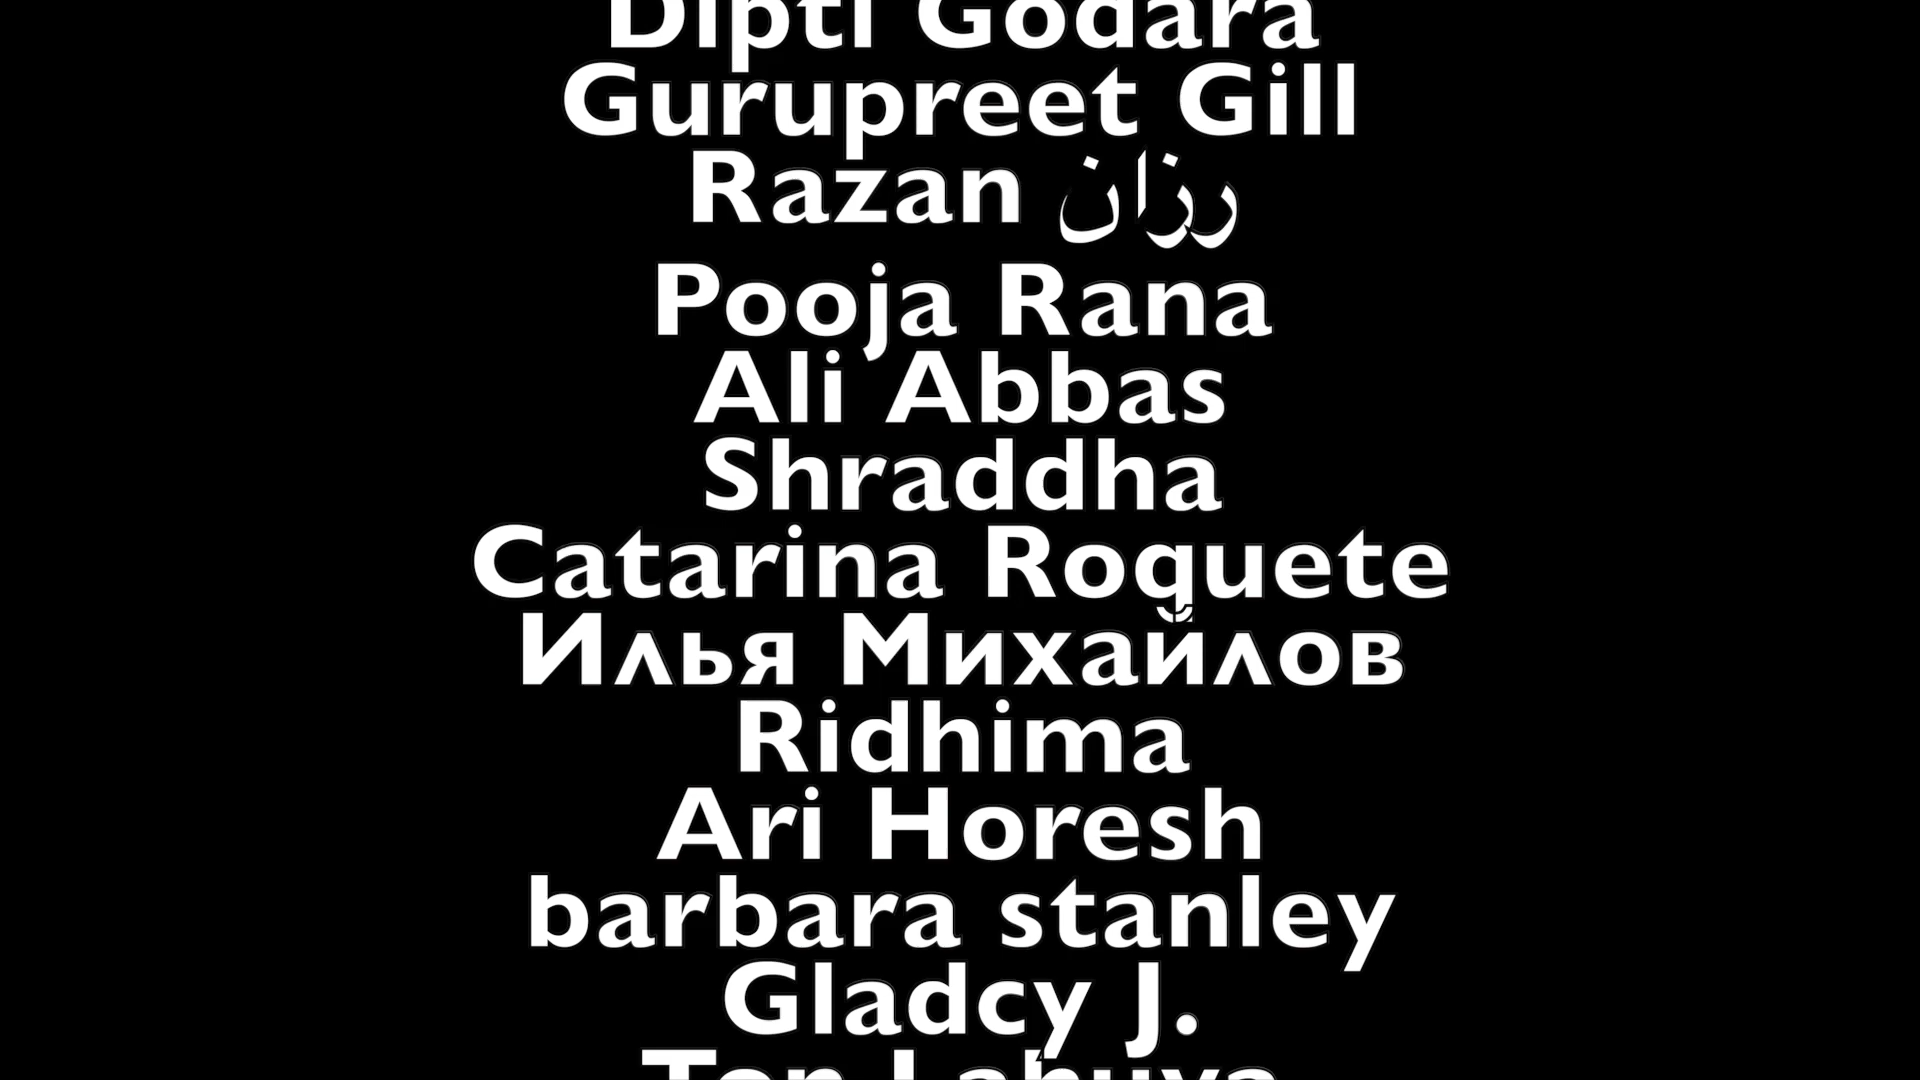 Dipti Godara
Gurupreet Gill
Razan رزان
Pooja Rana
Ali Abbas
Shraddha
Catarina Roquete
Илья Михайлов
Ridhima
Ari Horesh
barbara stanley
Gladcy J.